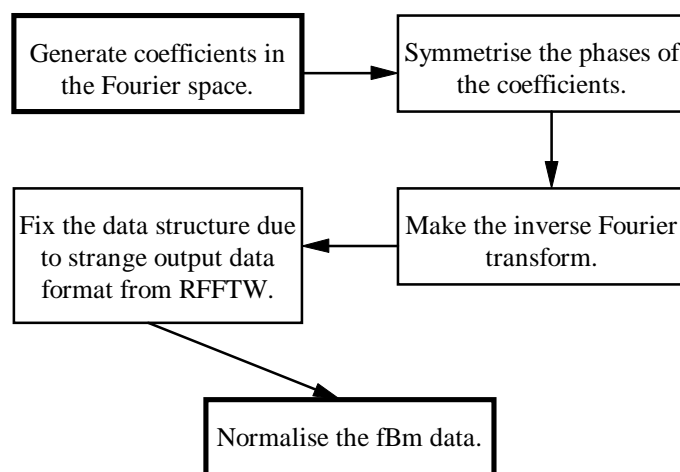 Generate coefficients in
the Fourier space.
Symmetrise the phases of
the coefficients.
Make the inverse Fourier
transform.
Fix the data structure due
to strange output data
format from RFFTW.
Normalise the fBm data.